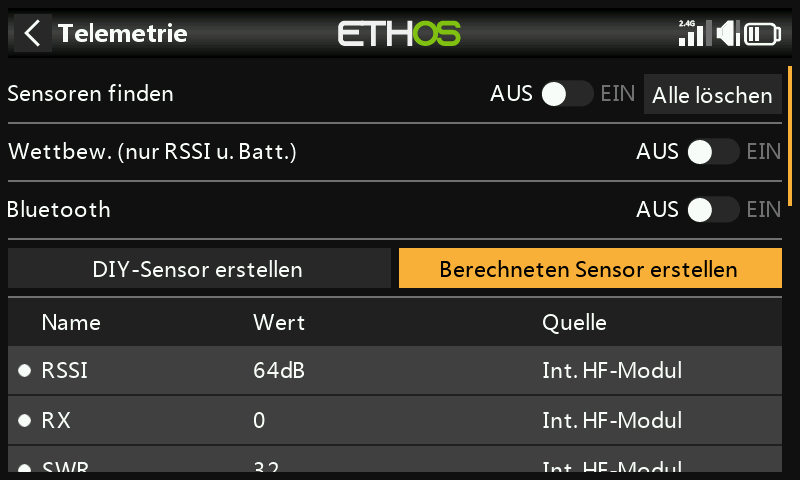 Telemetrie
ETHOS
2.4G
Sensoren finden AUS EIN Alle löschen
Wettbew. (nur RSSI u. Batt.) AUS EIN
Bluetooth AUS EIN
DIY-Sensor erstellen Berechneten Sensor erstellen
Name Wert Quelle
RSSI 64dB Int. HF-Modul
RX 0 Int. HF-Modul
SWR 32 Int. HF-Modul